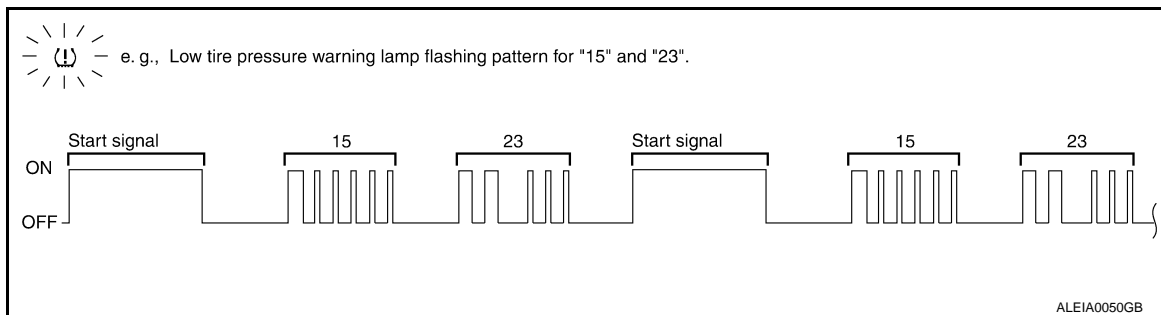 e. g., Low tire pressure warning lamp flashing pattern for "15" and "23".
Start signal 15 23 Start signal 15 23
ON
OFF
ALEIA0050GB